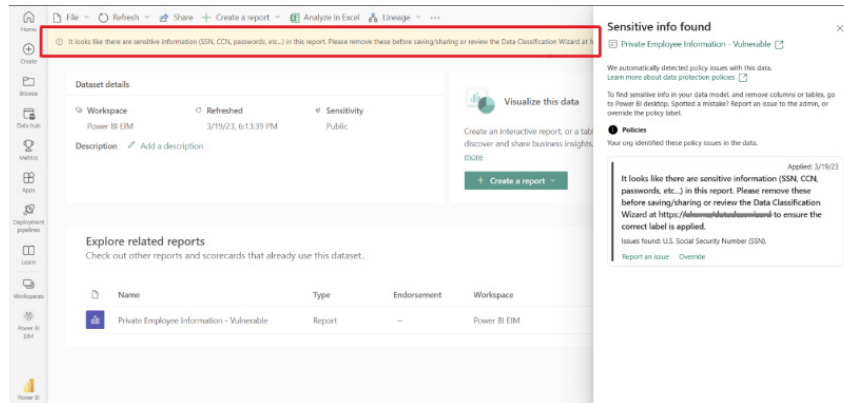 File
Refresh
Share
Create a report
Analyze in Excel
Lineage
Home
Create
Browse
Data hub
Metrics
Apps
Deployment
pipelines
Learn
Workspaces
Power BI
EIM
Power BI
It looks like there are sensitive information (SSN, CCN, passwords, etc...) in this report. Please remove these before saving/sharing or review the Data Classification Wizard at h
Dataset details
Workspace
Power BI EIM
Refreshed
3/19/23, 6:13:39 PM
Sensitivity
Public
Description
Add a description
Visualize this data
Create an interactive report, or a tabl
discover and share business insights.
more
+ Create a report
Explore related reports
Check out other reports and scorecards that already use this dataset..
Name Type Endorsement Workspace
Private Employee Information - Vulnerable Report – Power BI EIM
Sensitive info found
Private Employee Information - Vulnerable
We automatically detected policy issues with this data.
Learn more about data protection policies
To find sensitive info in your data model, and remove columns or tables, go
to Power BI desktop. Spotted a mistake? Report an issue to the admin, or
override the policy label.
Policies
Your org identified these policy issues in the data.
Applied: 3/19/23
It looks like there are sensitive information (SSN, CCN,
passwords, etc...) in this report. Please remove these
before saving/sharing or review the Data Classification
Wizard at https:// to ensure the
correct label is applied.
Issues found: U.S. Social Security Number (SSN).
Report an issue Override